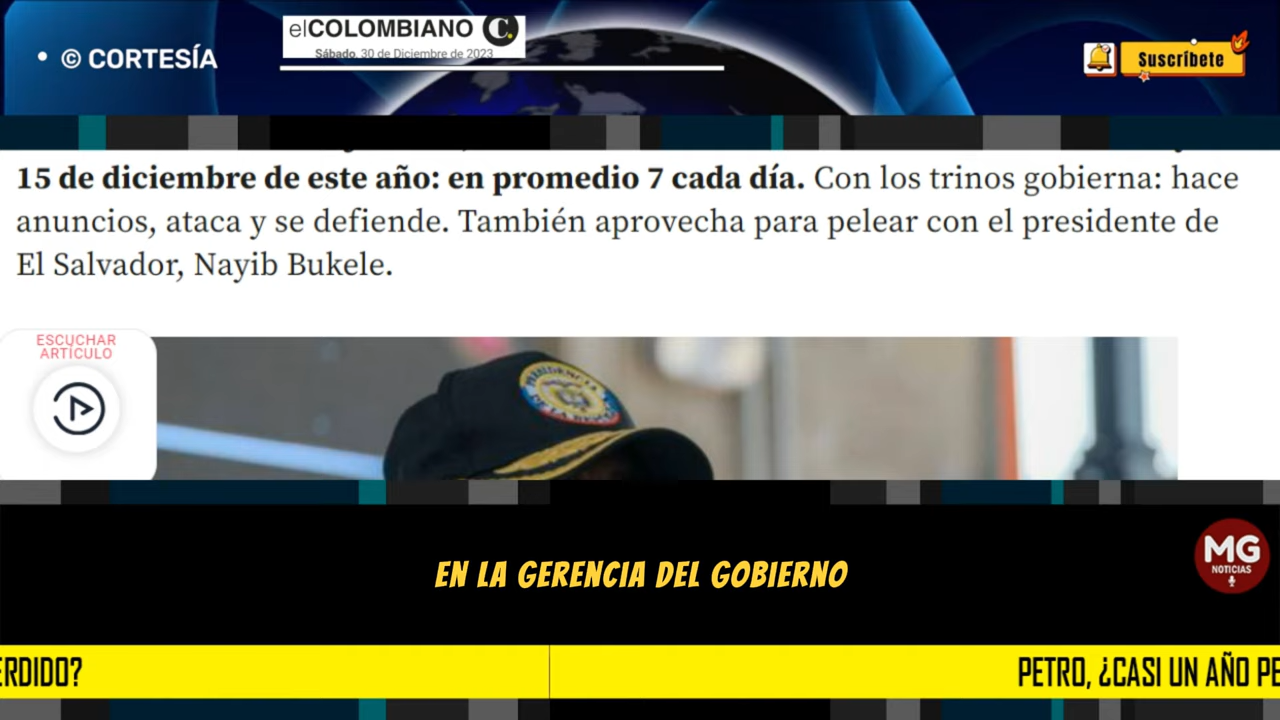 elCOLOMBIANO C.
Sábado, 30 de Diciembre de 2023
• © CORTESÍA
Suscríbete
15 de diciembre de este año: en promedio 7 cada día. Con los trinos gobierna: hace
anuncios, ataca y se defiende. También aprovecha para pelear con el presidente de
El Salvador, Nayib Bukele.
ESCUCHAR
ARTÍCULO
PRESIDENCIA
EN LA GERENCIA DEL GOBIERNO
MG
NOTICIAS
ERDIDO?
PETRO, ¿CASI UN AÑO PE